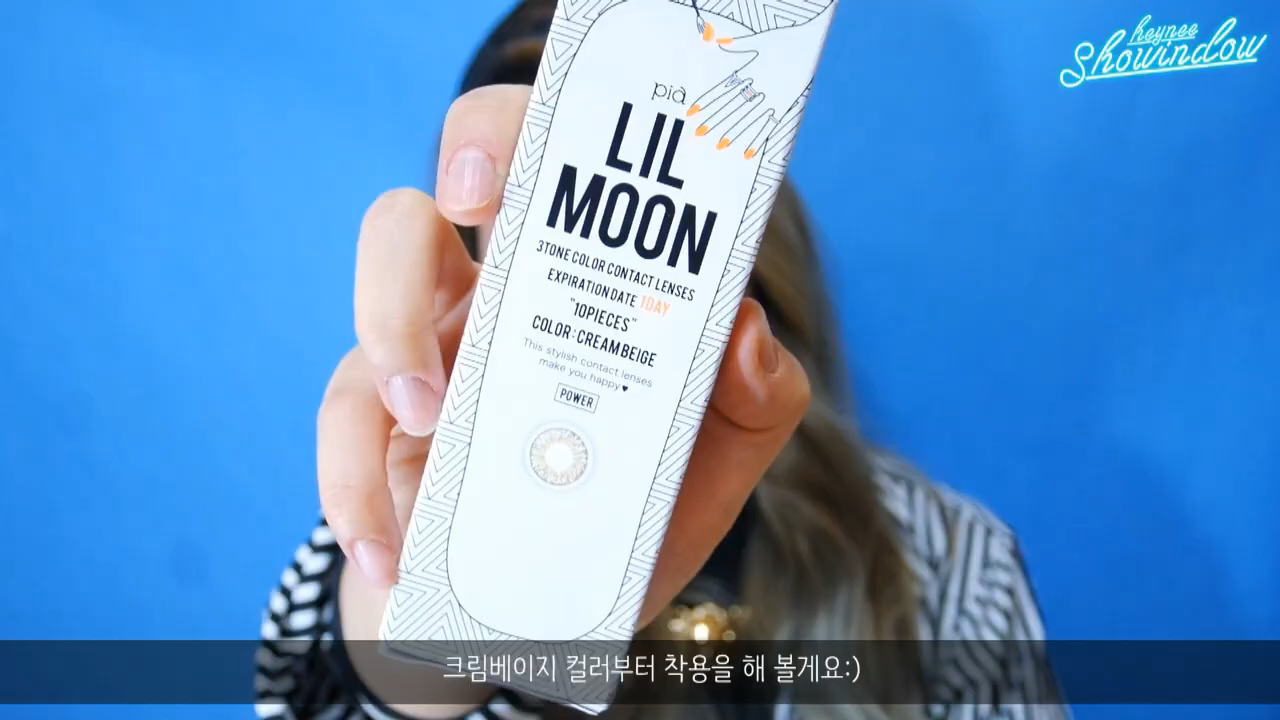 heynee
Showindow
pia
LIL
MOON
3TONE COLOR CONTACT LENSES
EXPIRATION DATE 1DAY
"10PIECES"
COLOR:CREAM BEIGE
This stylish contact lenses
make you happy♥
POWER
크림베이지 컬러부터 착용을 해 볼게요:)